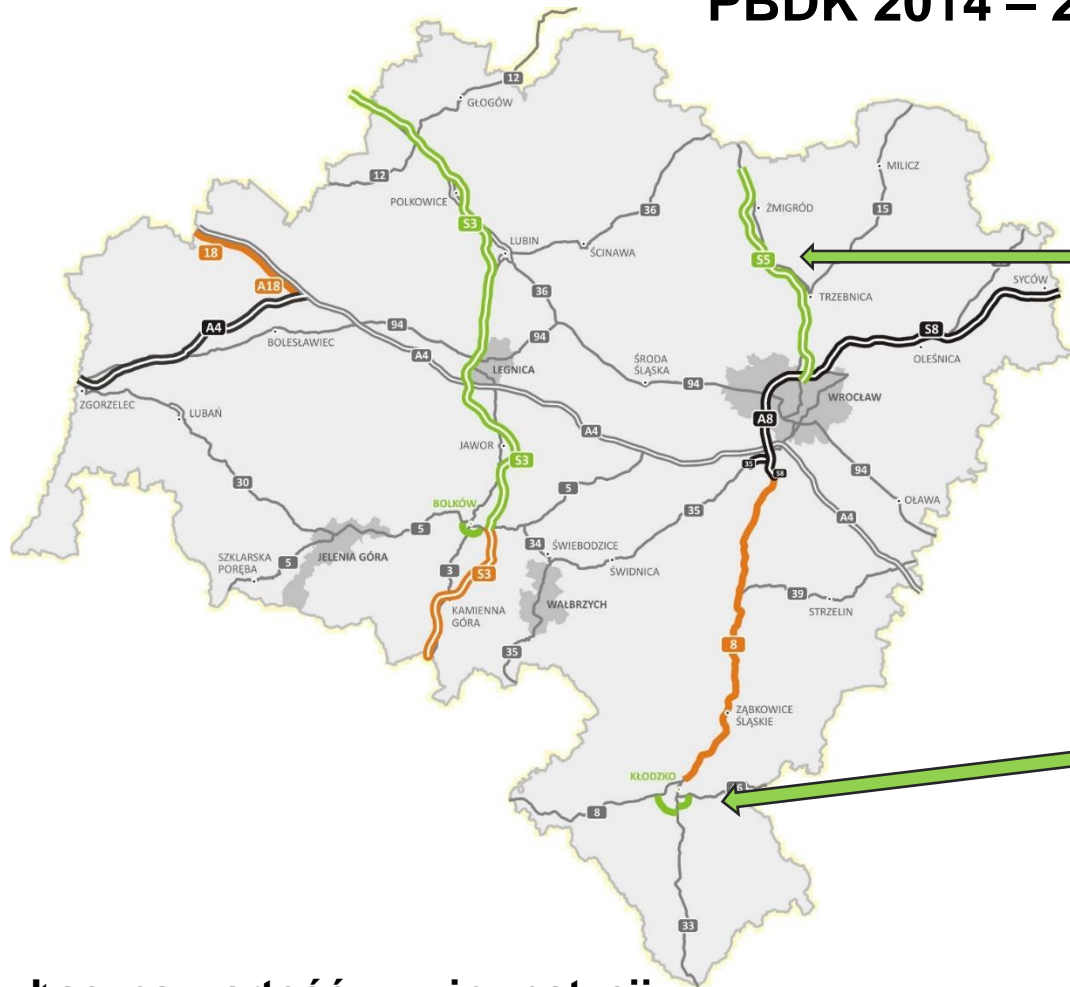 PBDK 2014 – 2
12
GŁOGÓW
12
POLKOWICE
S3
LUBIN
ŚCINAWA
36
MILICZ
15
ŻMIGRÓD
S5
TRZEBNICA
SYCÓW
18
A18
A4
BOLESŁAWIEC
94
A4
36
94
LEGNICA
ŚRODA
ŚLĄSKA
94
S8
OLEŚNICA
WROCŁAW
A8
ZGORZELEC
LUBAŃ
JAWOR
S3
A4
35
S8
94
OŁAWA
A4
30
BOLKÓW
5
5
35
34
ŚWIEBODZICE
ŚWIDNICA
SZKLARSKA
PORĘBA
5
JELENIA GÓRA
3
S3
KAMIENNA
GÓRA
WAŁBRZYCH
35
39
STRZELIN
8
ZĄBKOWICE
ŚLĄSKIE
KŁODZKO
8
33